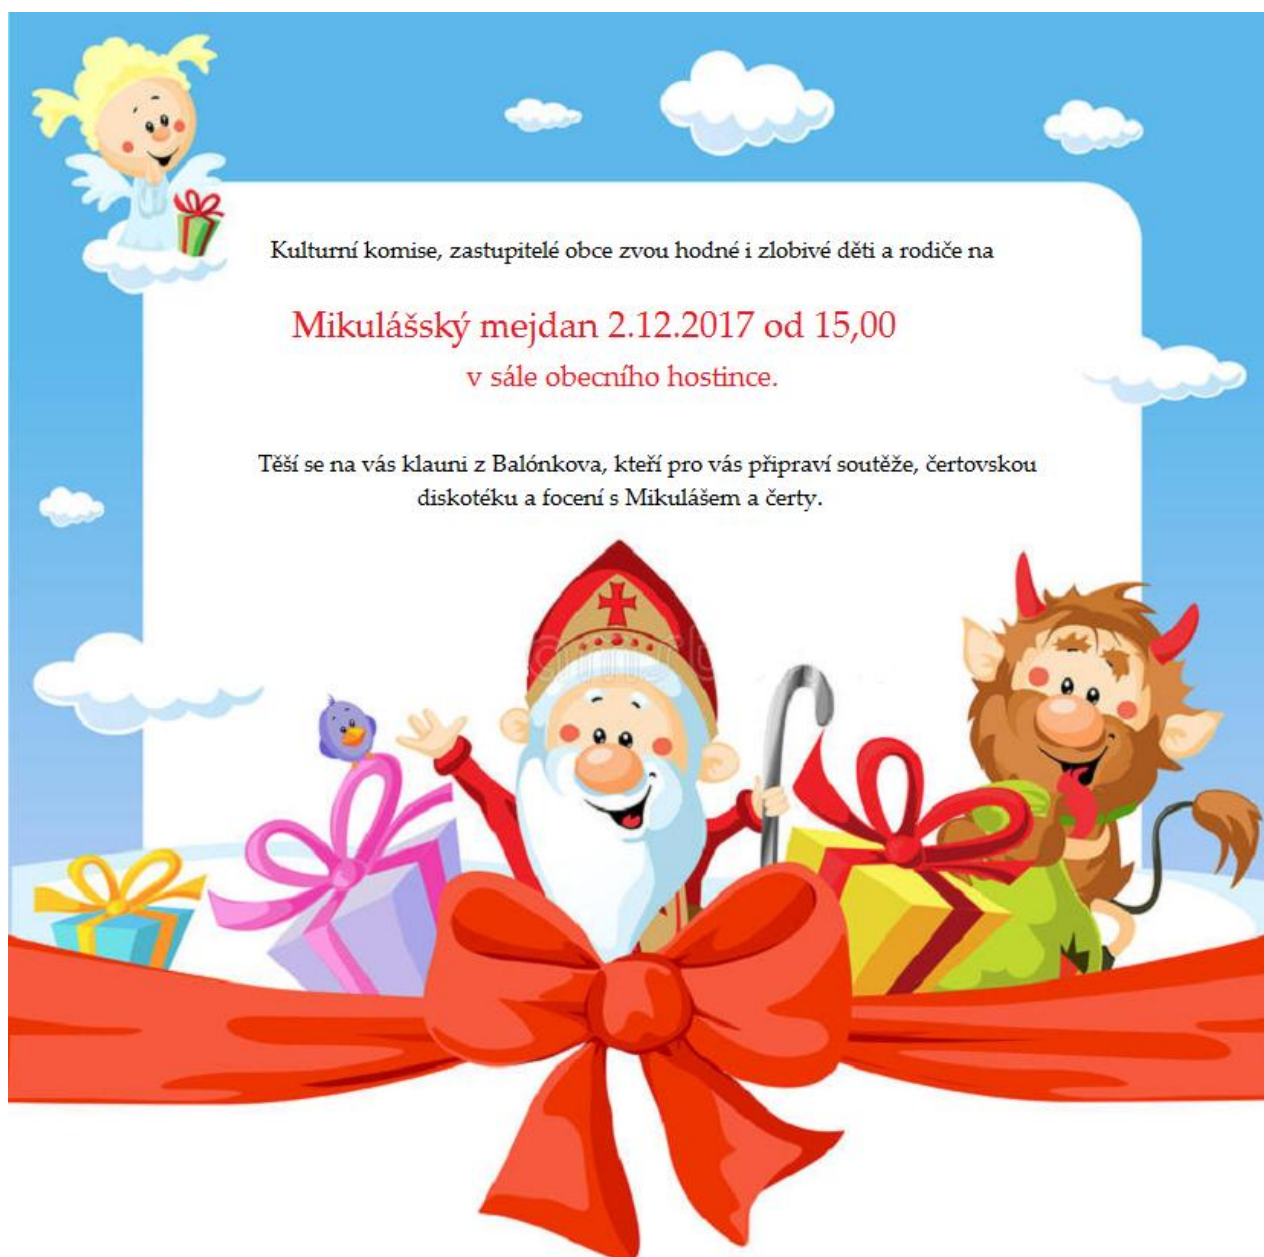 Kulturní komise, zastupitelé obce zvou hodné i zlobivé děti a rodiče na
Mikulášský mejdan 2.12.2017 od 15,00
v sále obecního hostince.
Těší se na vás klauni z Balónkova, kteří pro vás připraví soutěže, čertovskou
diskotéku a focení s Mikulášem a čerty.